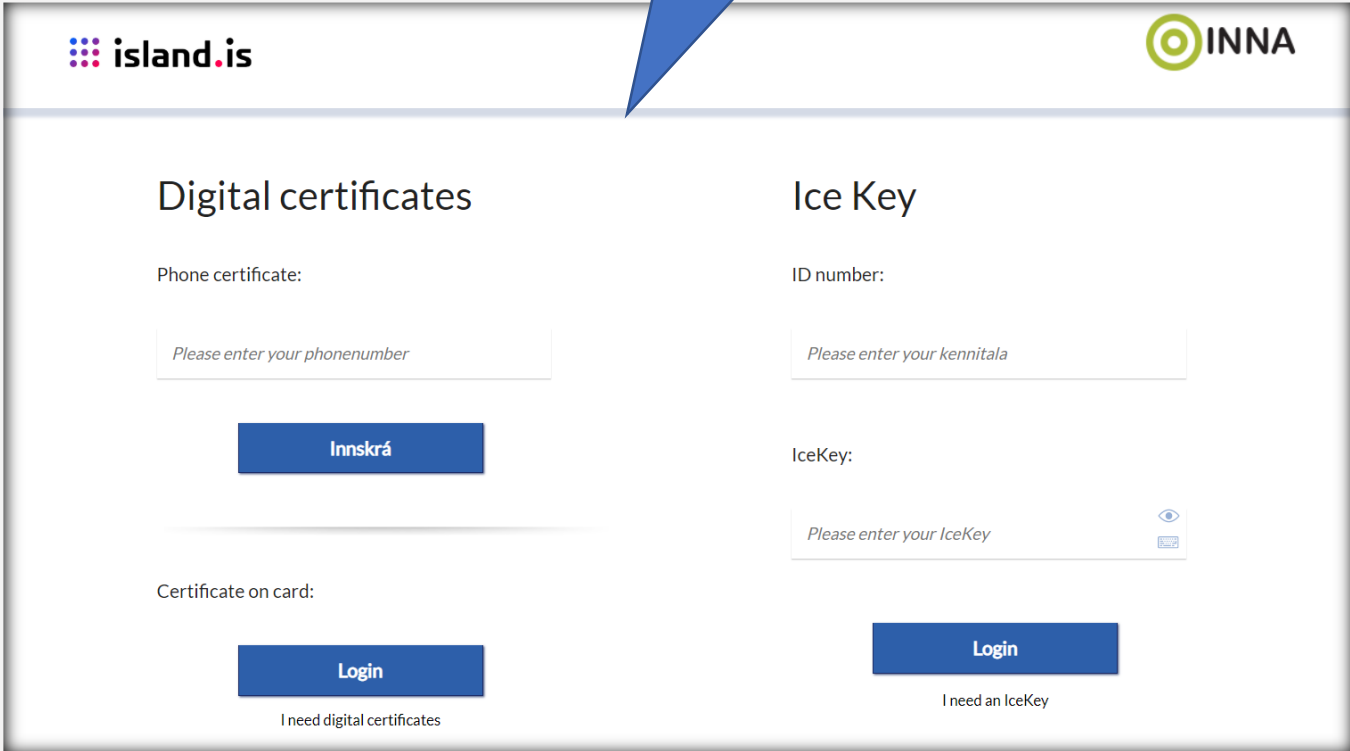 island.is
INNA
Digital certificates
Phone certificate:
Please enter your phonenumber
Innskrá
Certificate on card:
Login
I need digital certificates
Ice Key
ID number:
Please enter your kennitala
IceKey:
Please enter your IceKey
Login
I need an IceKey